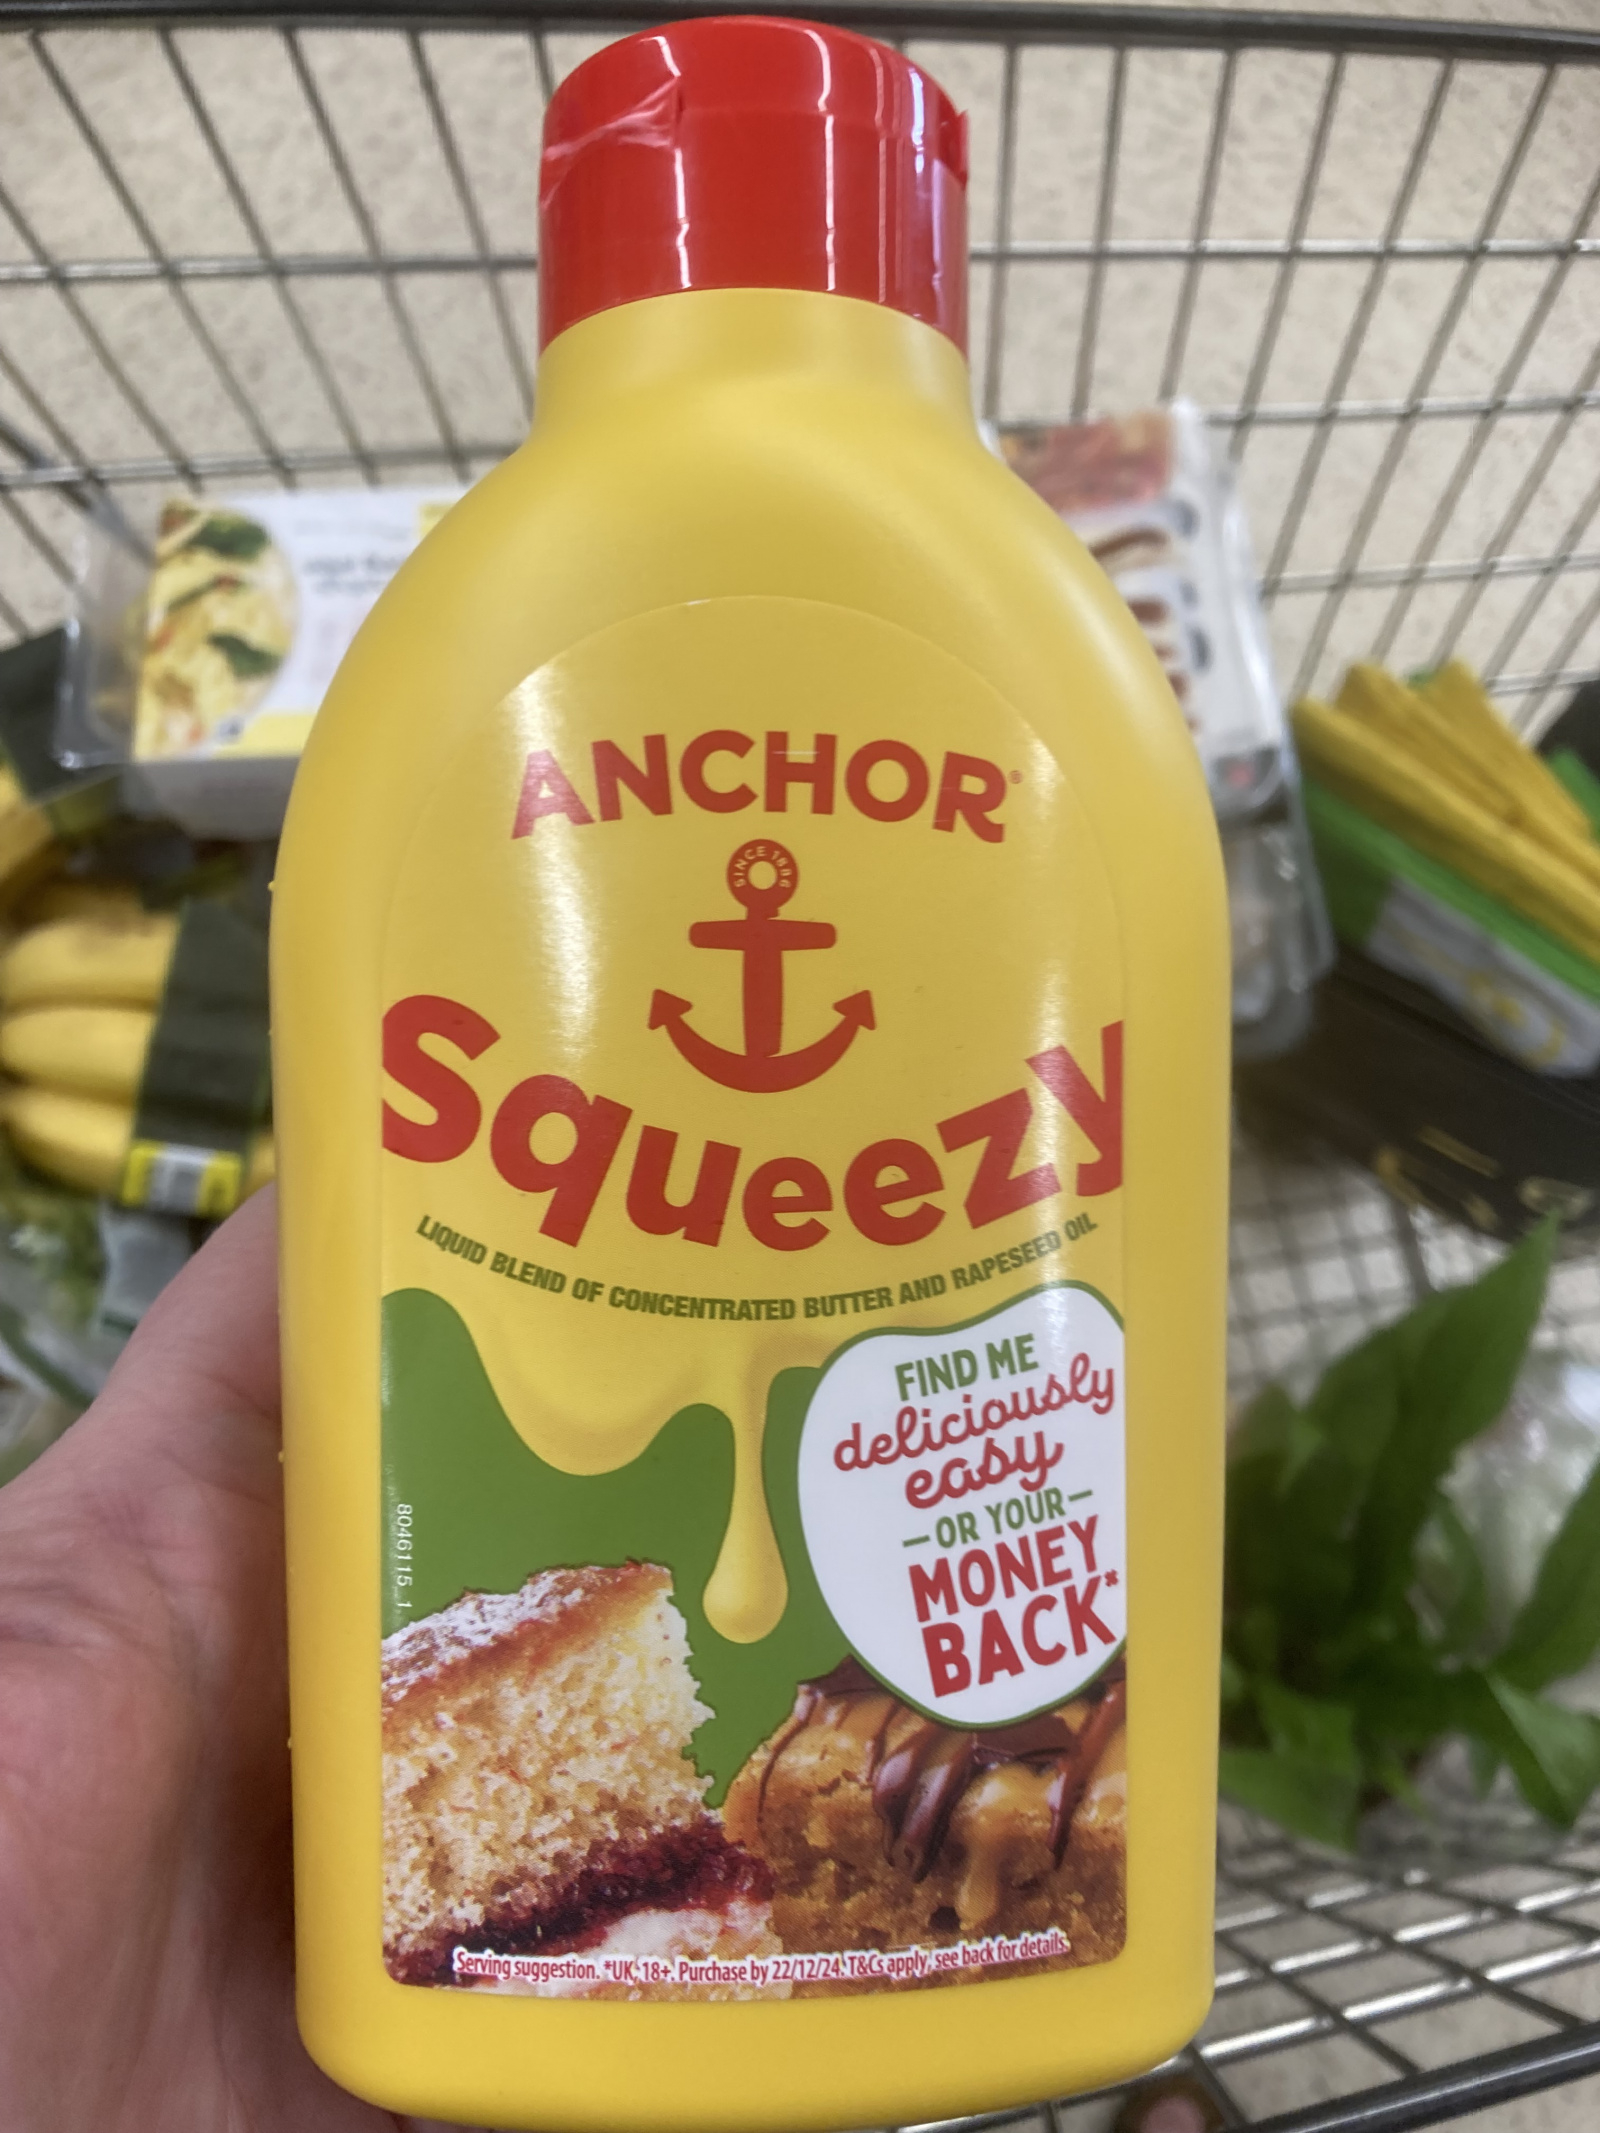 ANCHOR®
SINCE 1886
Squeezy
LIQUID BLEND OF CONCENTRATED BUTTER AND RAPESEED OIL
FIND ME
deliciously
easy
— OR YOUR —
MONEY
BACK*
8046115_1
Serving suggestion. *UK, 18+. Purchase by 22/12/24. T&Cs apply, see back for details.